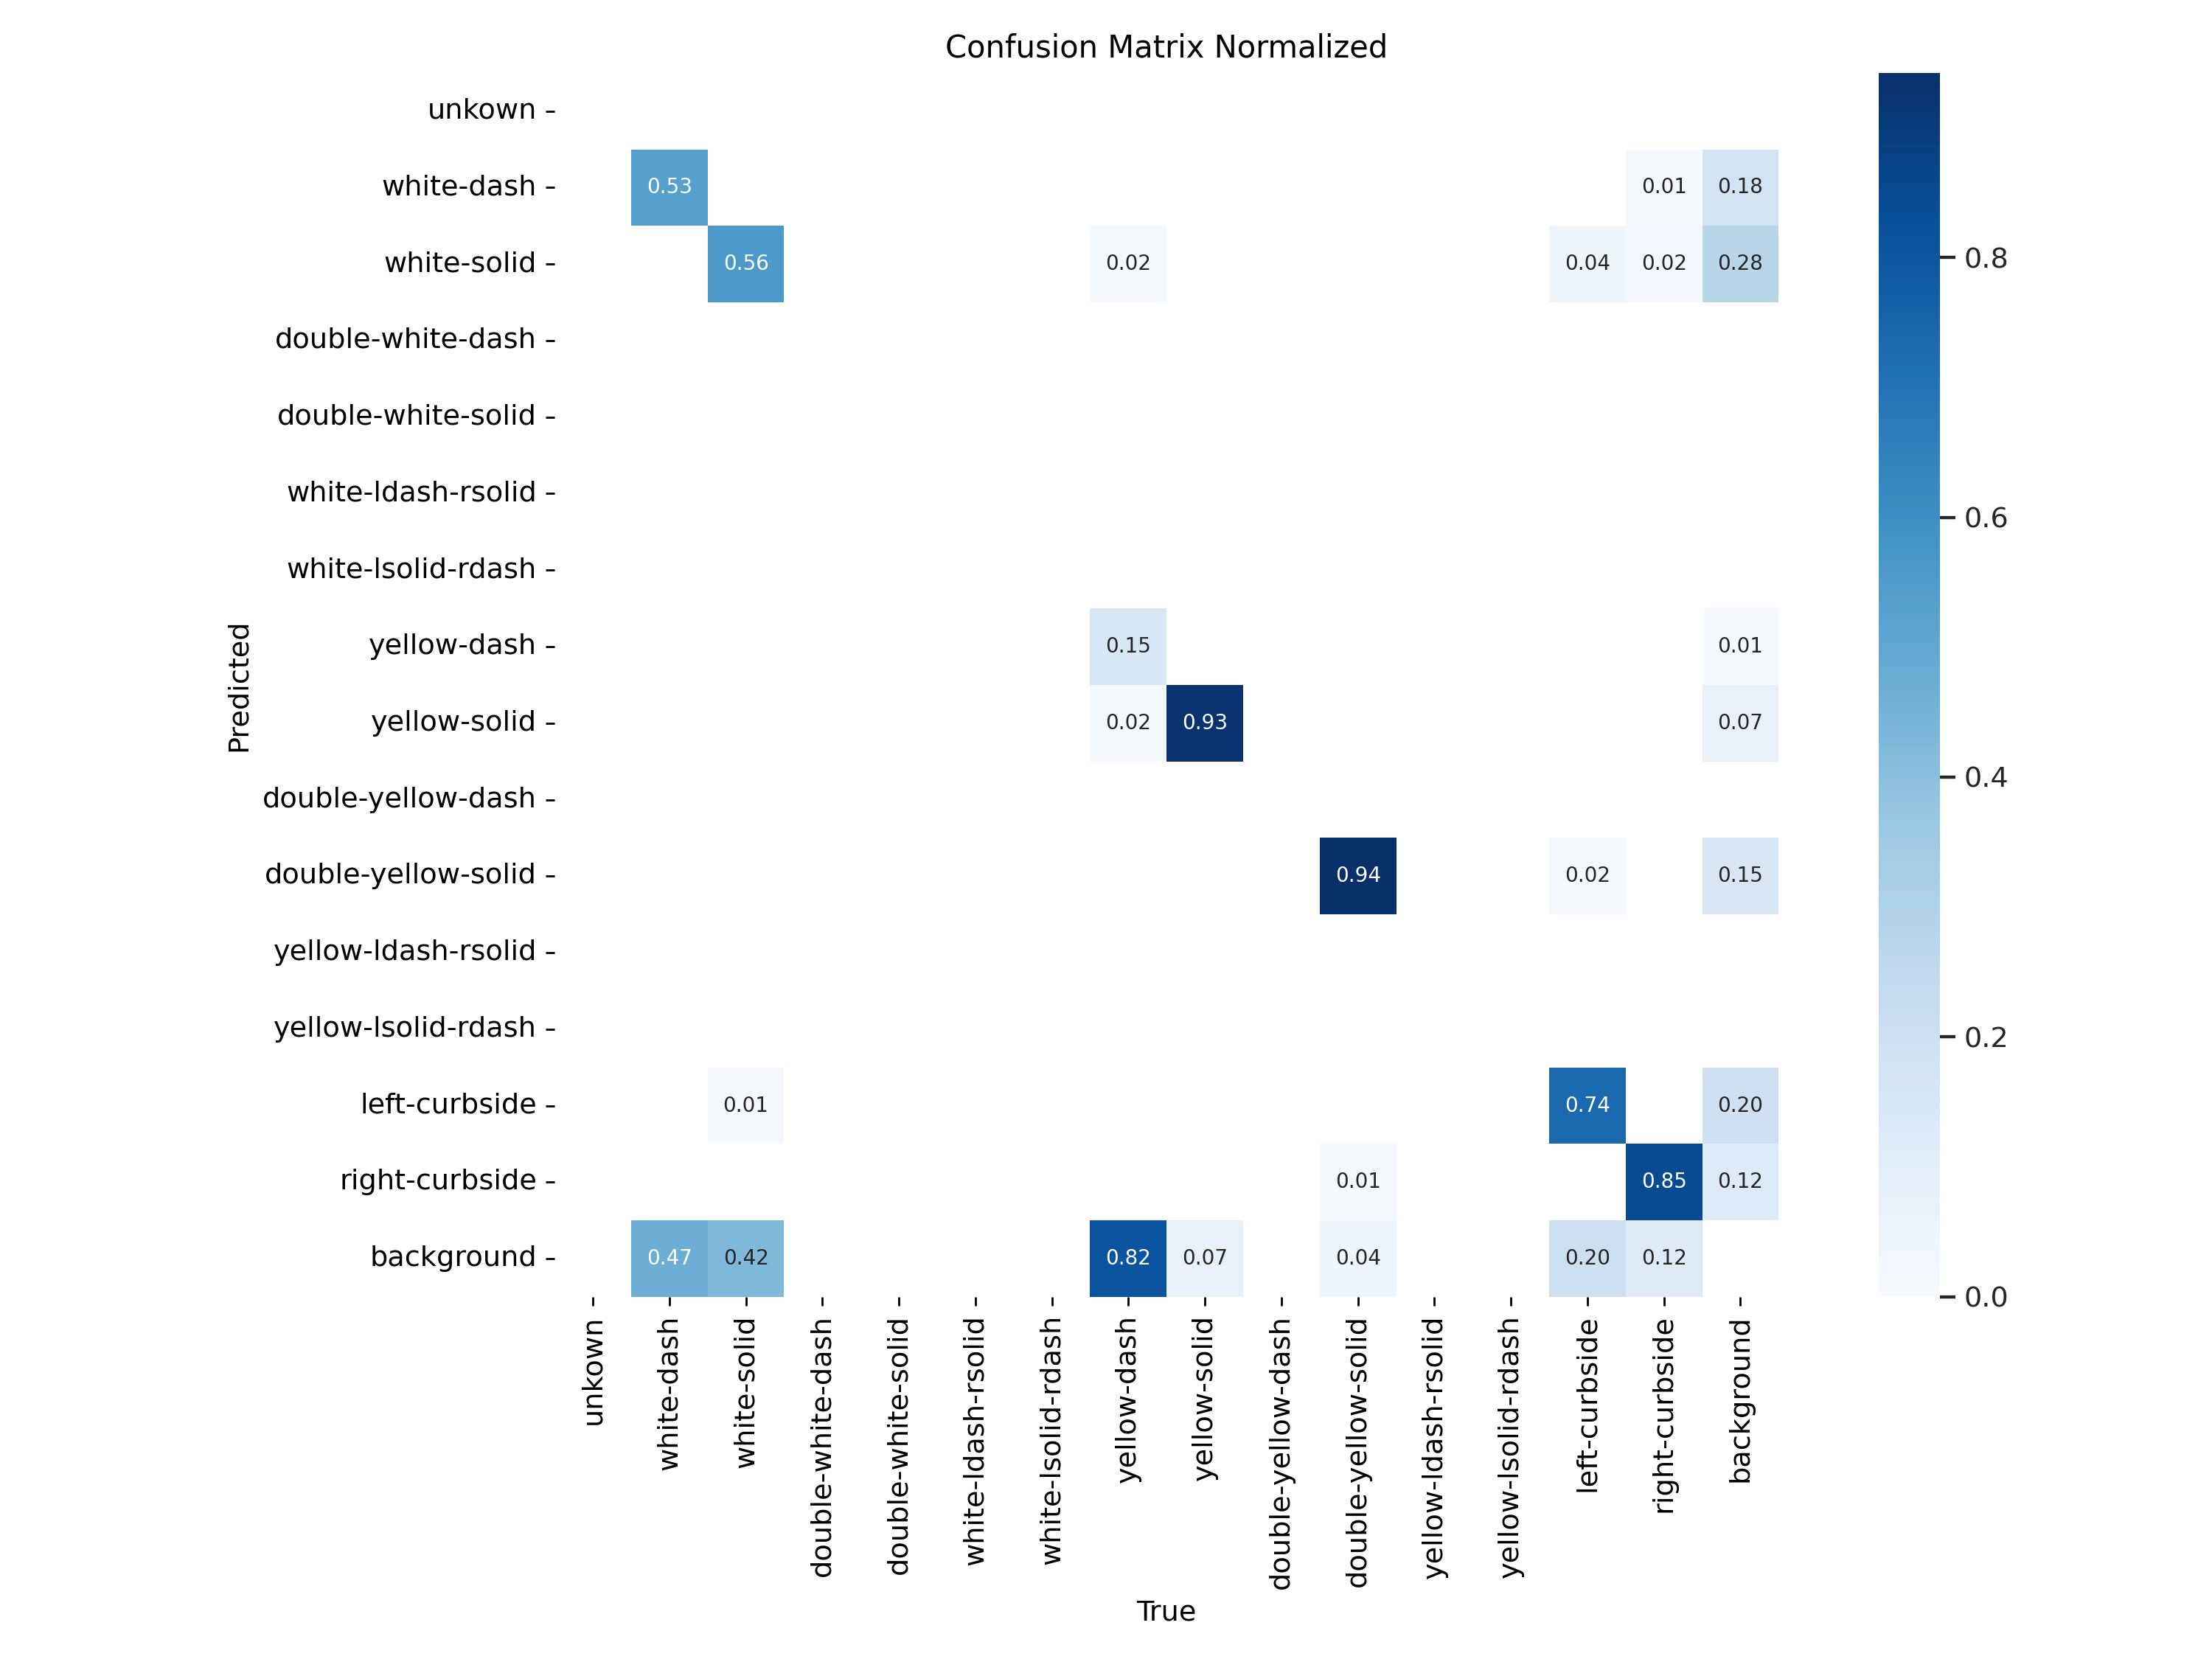 Confusion Matrix Normalized
unkown
white-dash
0.53
0.01
0.18
white-solid
0.56
0.02
0.04
0.02
0.28
0.8
double-white-dash
double-white-solid
white-ldash-rsolid
0.6
white-lsolid-rdash
Predicted
yellow-dash
0.15
0.01
yellow-solid
0.02
0.93
0.07
0.4
double-yellow-dash
double-yellow-solid
0.94
0.02
0.15
yellow-ldash-rsolid
yellow-lsolid-rdash
0.2
left-curbside
0.01
0.74
0.20
right-curbside
0.01
0.85
0.12
background
0.47
0.42
0.82
0.07
0.04
0.20
0.12
0.0
unkown
white-dash
white-solid
double-white-dash
double-white-solid
white-ldash-rsolid
white-lsolid-rdash
yellow-dash
yellow-solid
double-yellow-dash
double-yellow-solid
yellow-ldash-rsolid
yellow-lsolid-rdash
left-curbside
right-curbside
background
True